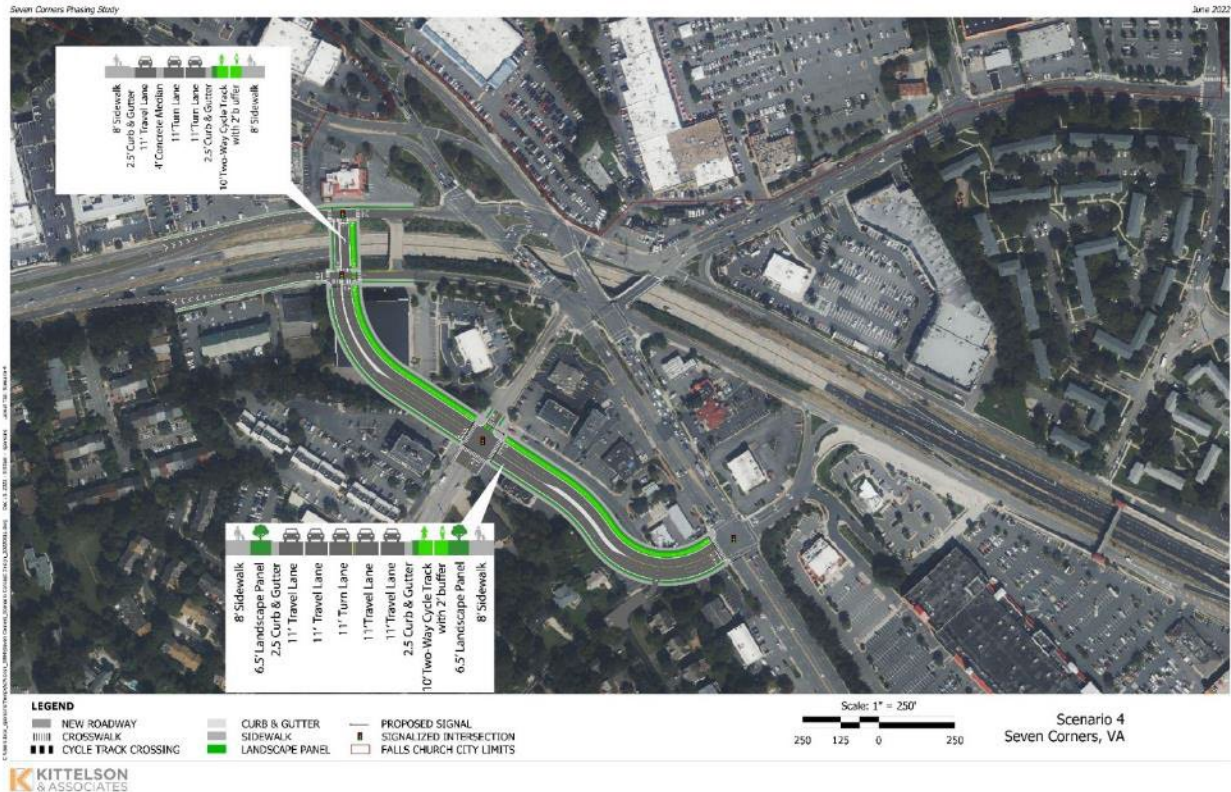 Seven Corners Phasing Study
June 2022
8' Sidewalk
2.5' Curb & Gutter
11' Travel Lane
4' Concrete Median
11' Turn Lane
11' Turn Lane
2.5' Curb & Gutter
10' Two-Way Cycle Track
with 2' b uffer
8' Sidewalk
8' Sidewalk
6.5' Landscape Panel
2.5 Curb & Gutter
11' Travel Lane
11' Travel Lane
11' Turn Lane
11' Travel Lane
11' Travel Lane
2.5 Curb & Gutter
10' Two-Way Cycle Track
with 2' buffer
6.5' Landscape Panel
8' Sidewalk
LEGEND
NEW ROADWAY
CROSSWALK
CYCLE TRACK CROSSING
CURB & GUTTER
SIDEWALK
LANDSCAPE PANEL
PROPOSED SIGNAL
SIGNALIZED INTERSECTION
FALLS CHURCH CITY LIMITS
Scale: 1" = 250'
250 125 0 250
Scenario 4
Seven Corners, VA
KITTELSON
& ASSOCIATES